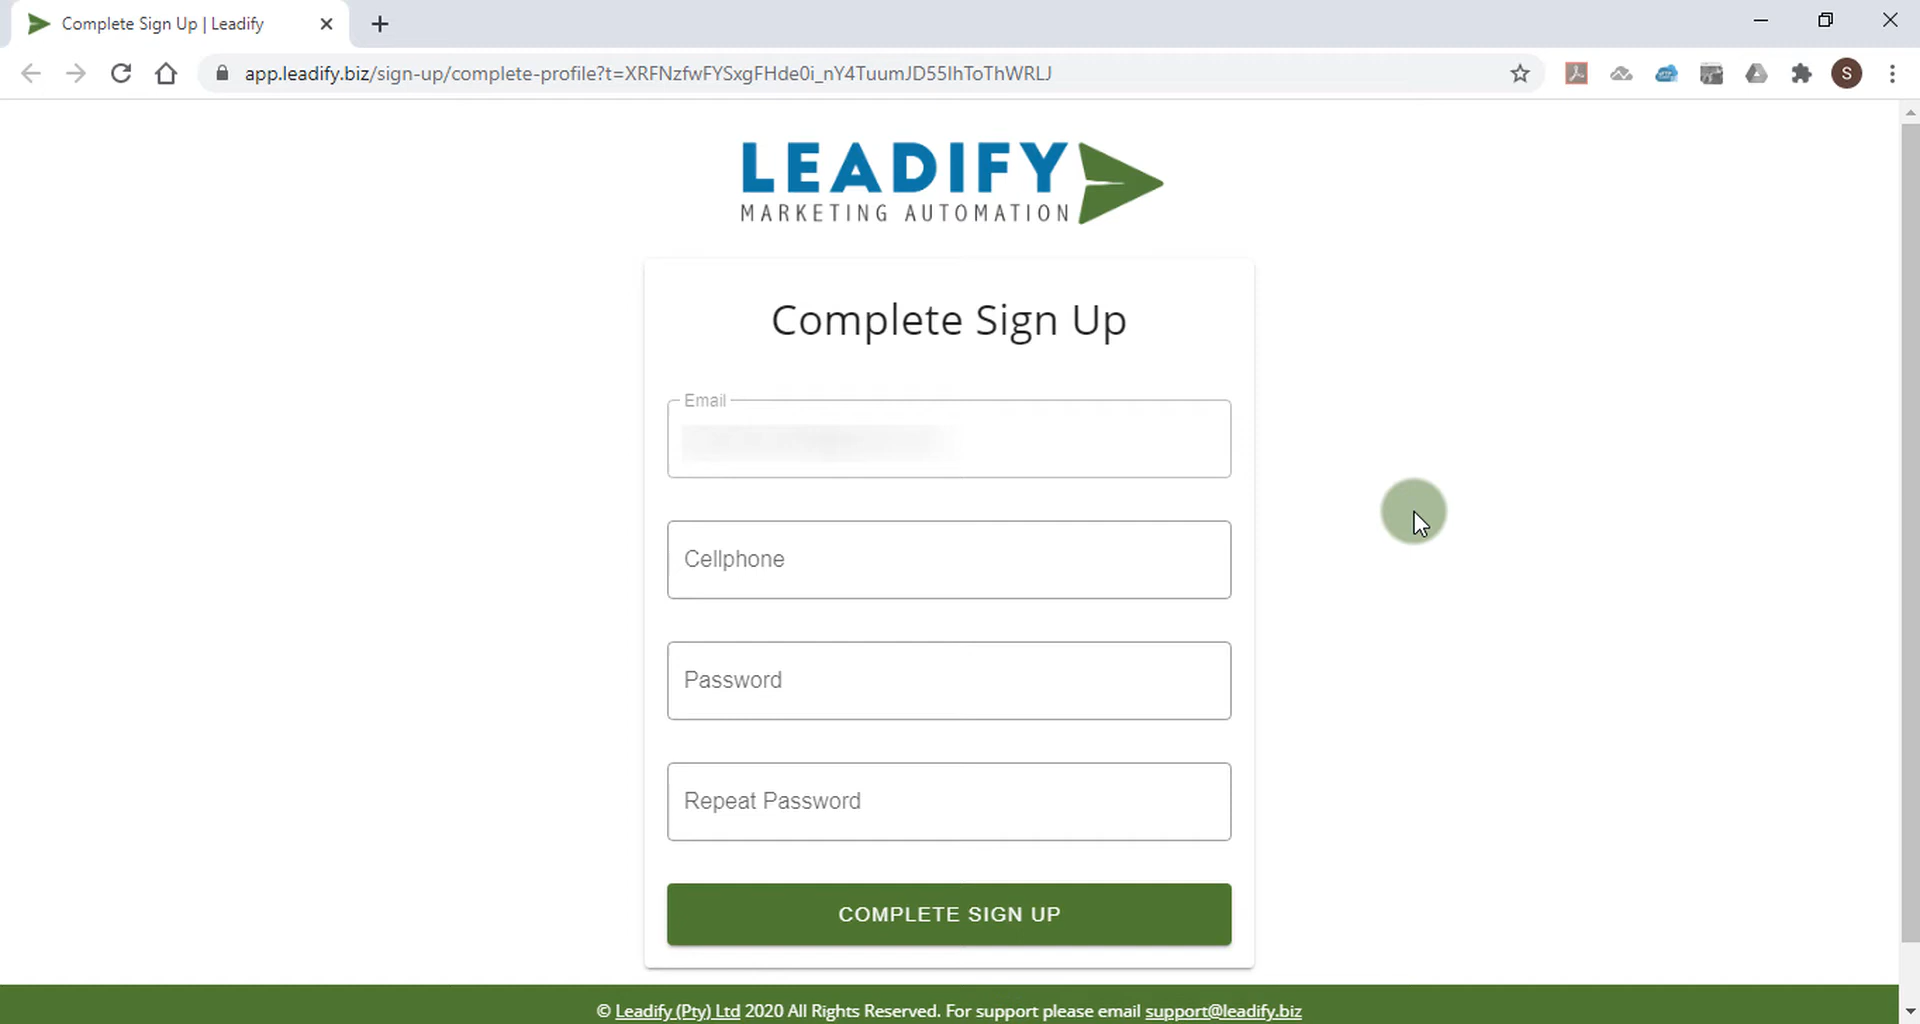 Complete Sign Up | Leadify
app.leadify.biz/sign-up/complete-profile?t=XRFNzfwFYSxgFHde0i_nY4TuumJD55IhToThWRLJ
S
LEADIFY
MARKETING AUTOMATION
Complete Sign Up
Email
Cellphone
Password
Repeat Password
COMPLETE SIGN UP
© Leadify (Pty) Ltd 2020 All Rights Reserved. For support please email support@leadify.biz